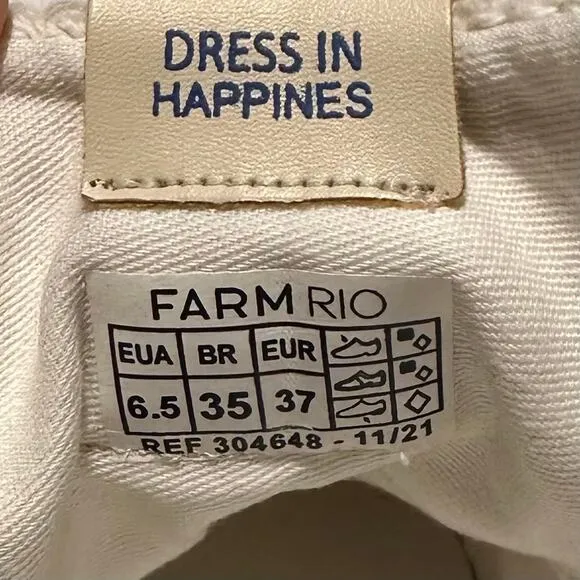 DRESS IN
HAPPINES
FARM RIO
EUA BR EUR
6.5 35 37
REF 304648 - 11/21